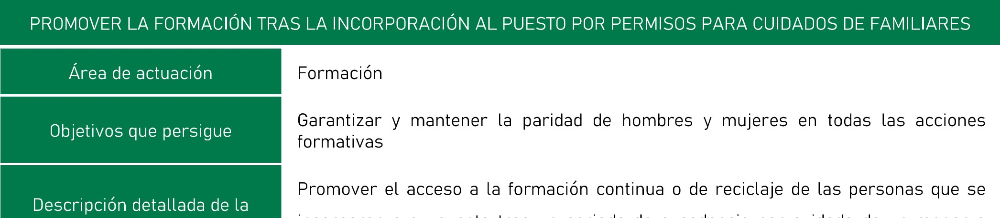 PROMOVER LA FORMACIÓN TRAS LA INCORPORACIÓN AL PUESTO POR PERMISOS PARA CUIDADOS DE FAMILIARES
Área de actuación
Formación
Objetivos que persigue
Garantizar y mantener la paridad de hombres y mujeres en todas las acciones
formativas
Descripción detallada de la
Promover el acceso a la formación continua o de reciclaje de las personas que se